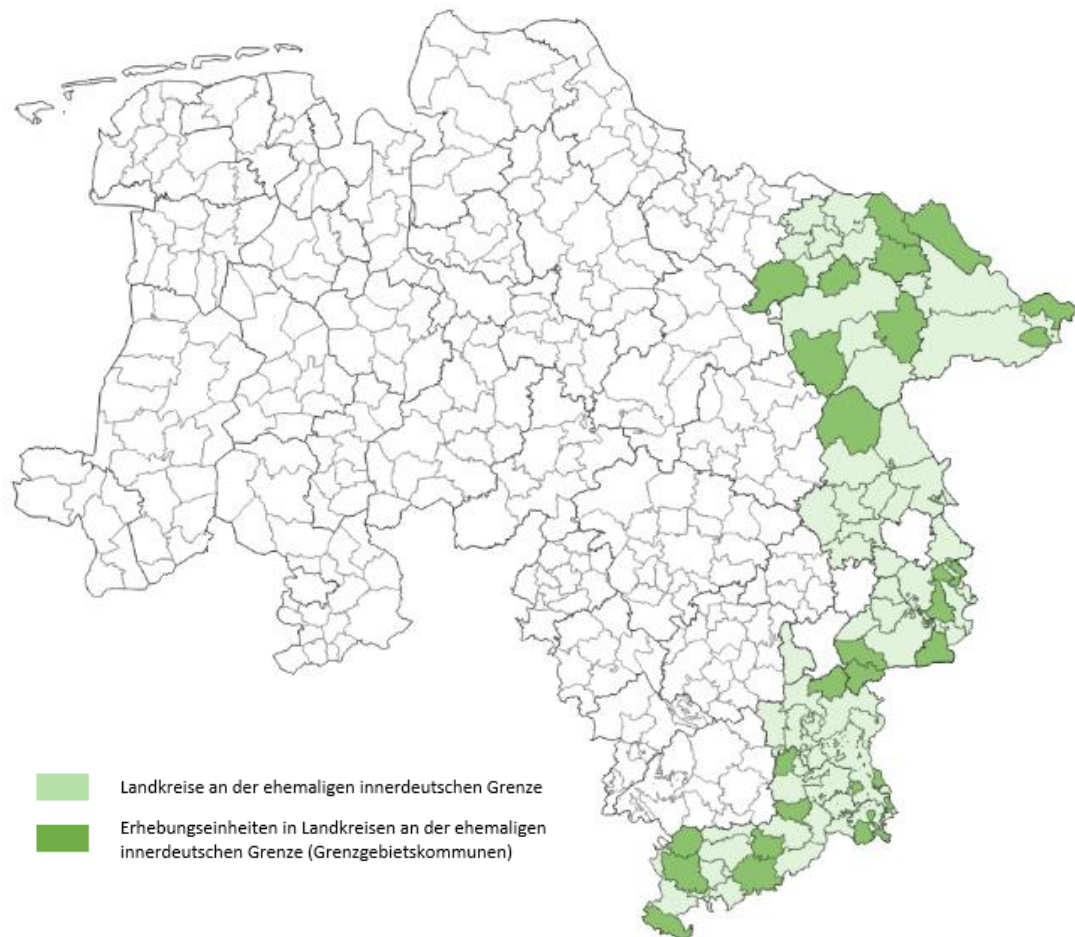 Landkreise an der ehemaligen innerdeutschen Grenze
Erhebungseinheiten in Landkreisen an der ehemaligen
innerdeutschen Grenze (Grenzgebietskommunen)